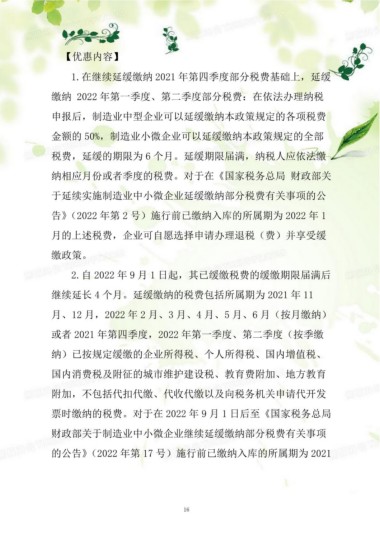 【优惠内容】
1.在继续延缓缴纳 2021 年第四季度部分税费基础上，延缓
缴纳 2022 年第一季度、第二季度部分税费：在依法办理纳税
申报后，制造业中型企业可以延缓缴纳本政策规定的各项税费
金额的 50%，制造业小微企业可以延缓缴纳本政策规定的全部
税费，延缓的期限为 6 个月。延缓期限届满，纳税人应依法缴
纳相应月份或者季度的税费。对于在《国家税务总局 财政部关
于延续实施制造业中小微企业延缓缴纳部分税费有关事项的公
告》（2022 年第 2 号）施行前已缴纳入库的所属期为 2022 年 1
月的上述税费，企业可自愿选择申请办理退税（费）并享受缓
缴政策。
2.自 2022 年 9 月 1 日起，其已缓缴税费的缓缴期限届满后
继续延长 4 个月。延缓缴纳的税费包括所属期为 2021 年 11
月、12 月，2022 年 2 月、3 月、4 月、5 月、6 月（按月缴纳）
或者 2021 年第四季度，2022 年第一季度、第二季度（按季缴
纳）已按规定缓缴的企业所得税、个人所得税、国内增值税、
国内消费税及附征的城市维护建设税、教育费附加、地方教育
附加，不包括代扣代缴、代收代缴以及向税务机关申请代开发
票时缴纳的税费。对于在 2022 年 9 月 1 日后至《国家税务总局
财政部关于制造业中小微企业继续延缓缴纳部分税费有关事项
的公告》（2022 年第 17 号）施行前已缴纳入库的所属期为 2021
16